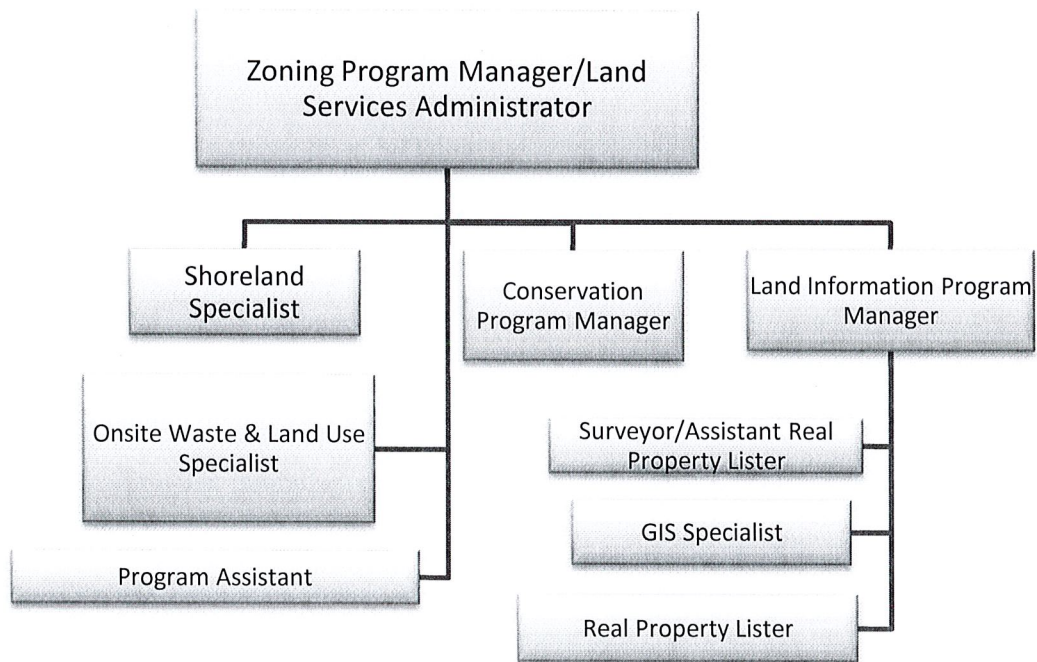 Zoning Program Manager/Land
Services Administrator
Shoreland
Specialist
Conservation
Program Manager
Land Information Program
Manager
Onsite Waste & Land Use
Specialist
Surveyor/Assistant Real
Property Lister
GIS Specialist
Program Assistant
Real Property Lister